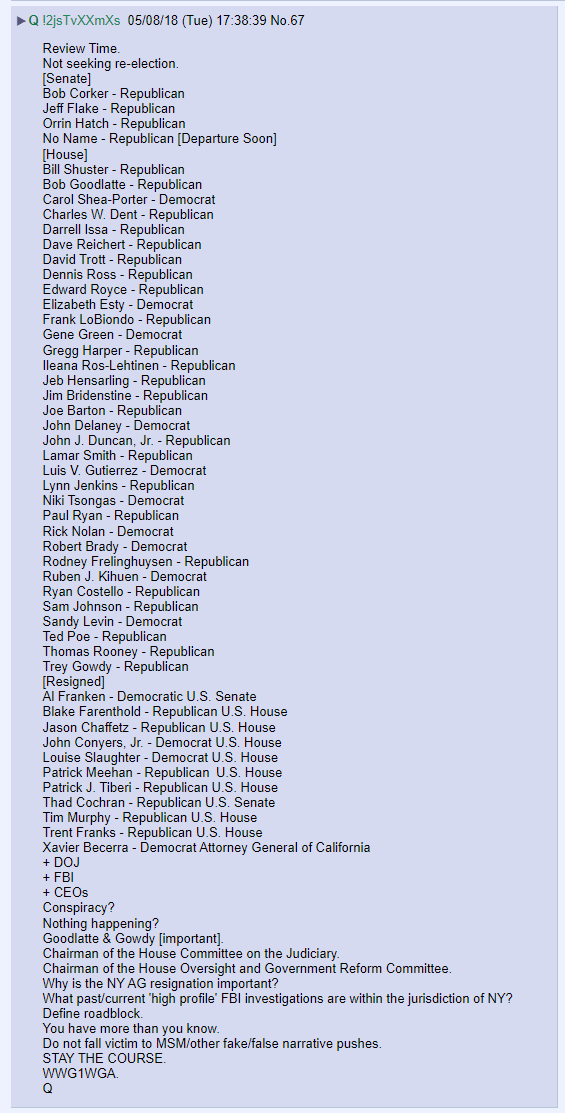 ▶ Q !2jsTvXXmXs 05/08/18 (Tue) 17:38:39 No.67
Review Time.
Not seeking re-election.
[Senate]
Bob Corker - Republican
Jeff Flake - Republican
Orrin Hatch - Republican
No Name - Republican [Departure Soon]
[House]
Bill Shuster - Republican
Bob Goodlatte - Republican
Carol Shea-Porter - Democrat
Charles W. Dent - Republican
Darrell Issa - Republican
Dave Reichert - Republican
David Trott - Republican
Dennis Ross - Republican
Edward Royce - Republican
Elizabeth Esty - Democrat
Frank LoBiondo - Republican
Gene Green - Democrat
Gregg Harper - Republican
Ileana Ros-Lehtinen - Republican
Jeb Hensarling - Republican
Jim Bridenstine - Republican
Joe Barton - Republican
John Delaney - Democrat
John J. Duncan, Jr. - Republican
Lamar Smith - Republican
Luis V. Gutierrez - Democrat
Lynn Jenkins - Republican
Niki Tsongas - Democrat
Paul Ryan - Republican
Rick Nolan - Democrat
Robert Brady - Democrat
Rodney Frelinghuysen - Republican
Ruben J. Kihuen - Democrat
Ryan Costello - Republican
Sam Johnson - Republican
Sandy Levin - Democrat
Ted Poe - Republican
Thomas Rooney - Republican
Trey Gowdy - Republican
[Resigned]
Al Franken - Democratic U.S. Senate
Blake Farenthold - Republican U.S. House
Jason Chaffetz - Republican U.S. House
John Conyers, Jr. - Democrat U.S. House
Louise Slaughter - Democrat U.S. House
Patrick Meehan - Republican U.S. House
Patrick J. Tiberi - Republican U.S. House
Thad Cochran - Republican U.S. Senate
Tim Murphy - Republican U.S. House
Trent Franks - Republican U.S. House
Xavier Becerra - Democrat Attorney General of California
+ DOJ
+ FBI
+ CEOs
Conspiracy?
Nothing happening?
Goodlatte & Gowdy [important].
Chairman of the House Committee on the Judiciary.
Chairman of the House Oversight and Government Reform Committee.
Why is the NY AG resignation important?
What past/current 'high profile' FBI investigations are within the jurisdiction of NY?
Define roadblock.
You have more than you know.
Do not fall victim to MSM/other fake/false narrative pushes.
STAY THE COURSE.
WWG1WGA.
Q